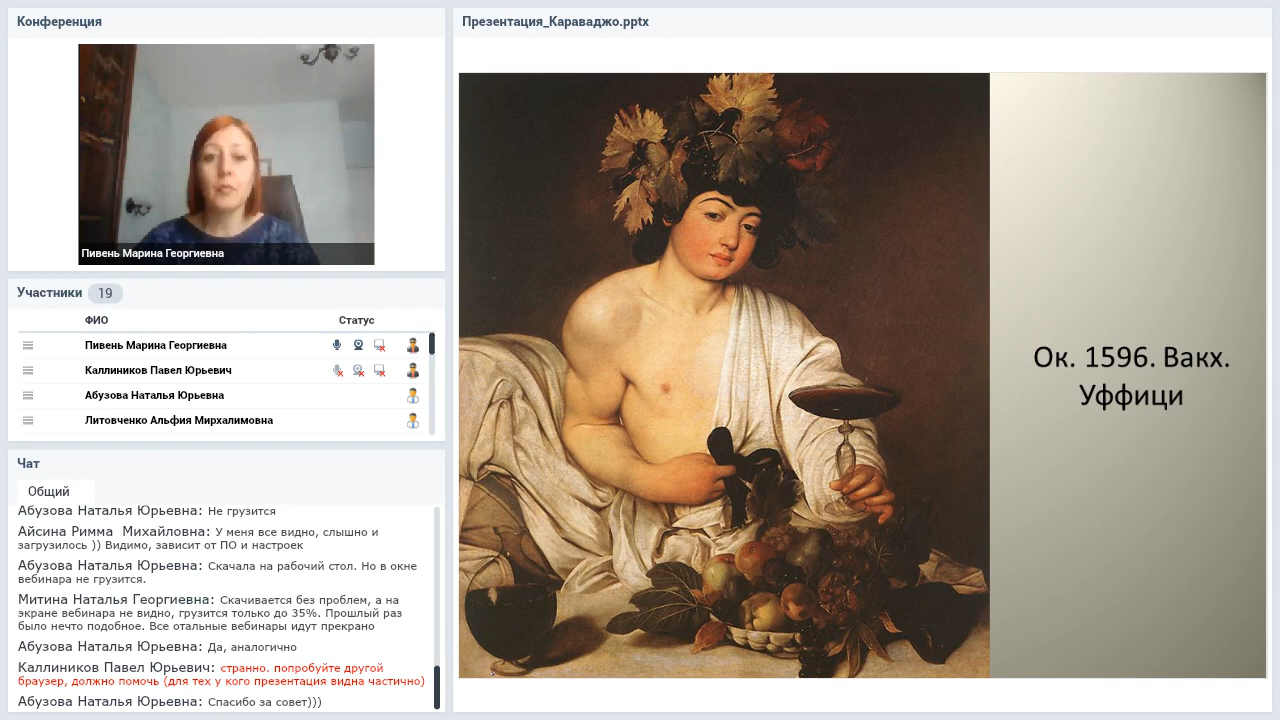 Конференция
Пивень Марина Георгиевна
Участники 19
ФИО Статус
Пивень Марина Георгиевна
Каллиников Павел Юрьевич
Абузова Наталья Юрьевна
Литовченко Альфия Мирхалимовна
Чат
Общий
Абузова Наталья Юрьевна: Не грузится
Айсина Римма Михайловна: У меня все видно, слышно и
загрузилось )) Видимо, зависит от ПО и настроек
Абузова Наталья Юрьевна: Скачала на рабочий стол. Но в окне
вебинара не грузится.
Митина Наталья Георгиевна: Скачивается без проблем, а на
экране вебинара не видно, грузится только до 35%. Прошлый раз
было нечто подобное. Все отальные вебинары идут прекрано
Абузова Наталья Юрьевна: Да, аналогично
Каллиников Павел Юрьевич: странно. попробуйте другой
браузер, должно помочь (для тех у кого презентация видна частично)
Абузова Наталья Юрьевна: Спасибо за совет)))
Презентация_Караваджо.pptx
Ок. 1596. Вакх.
Уффици